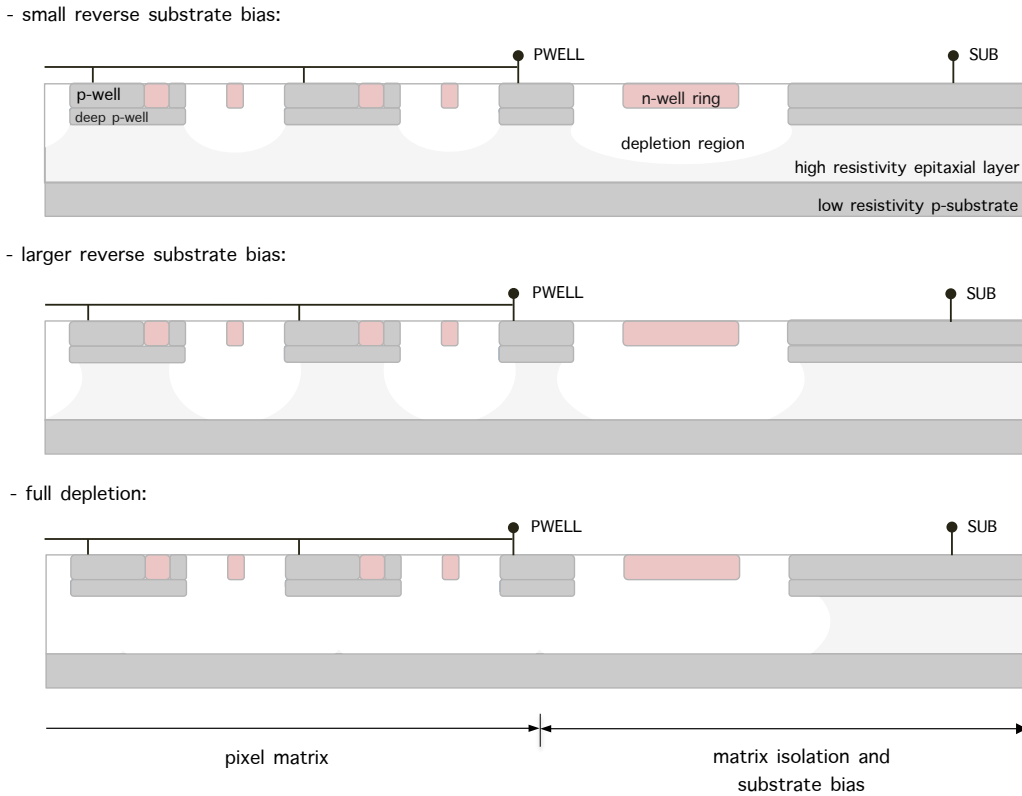 - small reverse substrate bias:
PWELL
SUB
p-well
n-well ring
deep p-well
depletion region
high resistivity epitaxial layer
low resistivity p-substrate
- larger reverse substrate bias:
PWELL
SUB
- full depletion:
PWELL
SUB
pixel matrix
matrix isolation and
substrate bias